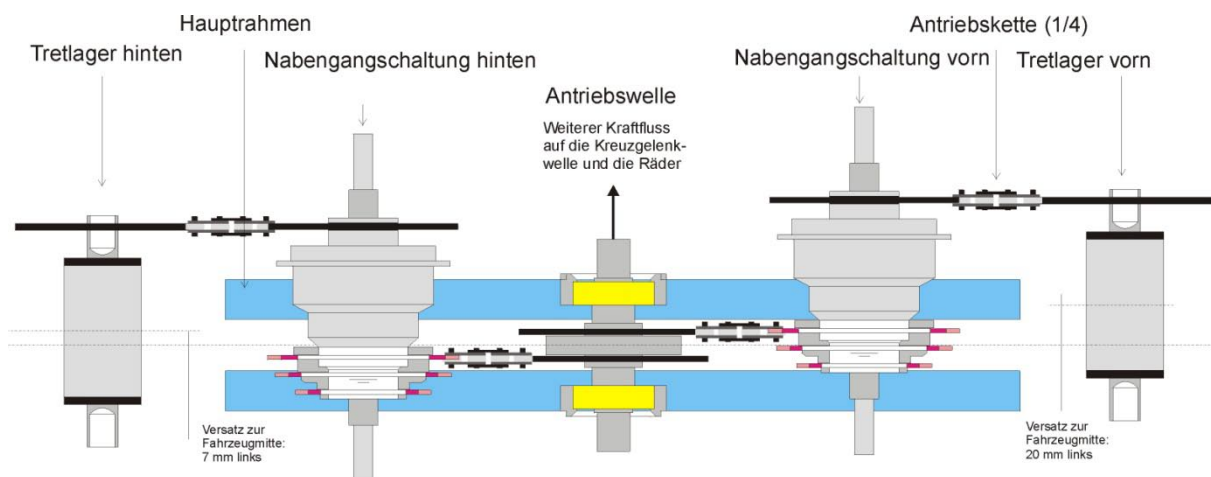 Hauptrahmen
Tretlager hinten
Nabengangschaltung hinten
Antriebswelle
Weiterer Kraftfluss
auf die Kreuzgelenk-
welle und die Räder
Nabengangschaltung vorn
Antriebskette (1/4)
Tretlager vorn
Versatz zur
Fahrzeugmitte:
7 mm links
Versatz zur
Fahrzeugmitte:
20 mm links